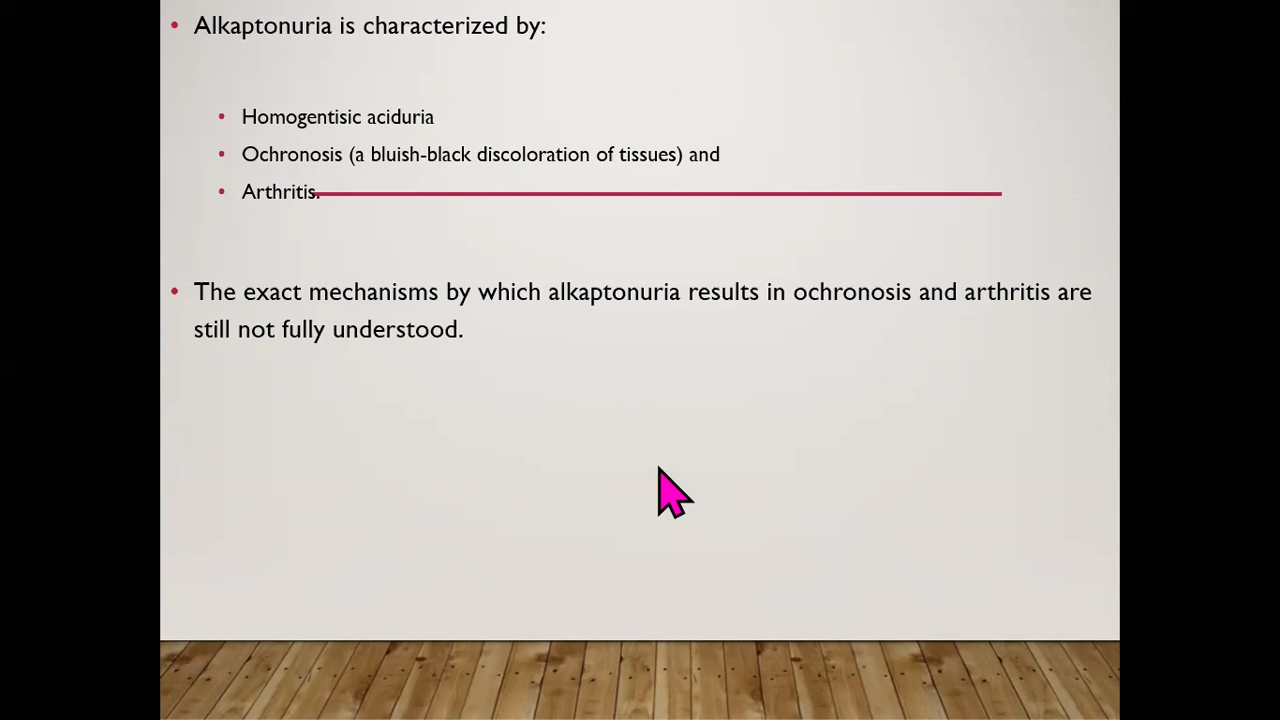 • Alkaptonuria is characterized by:
• Homogentisic aciduria
• Ochronosis (a bluish-black discoloration of tissues) and
• Arthritis.
• The exact mechanisms by which alkaptonuria results in ochronosis and arthritis are
still not fully understood.